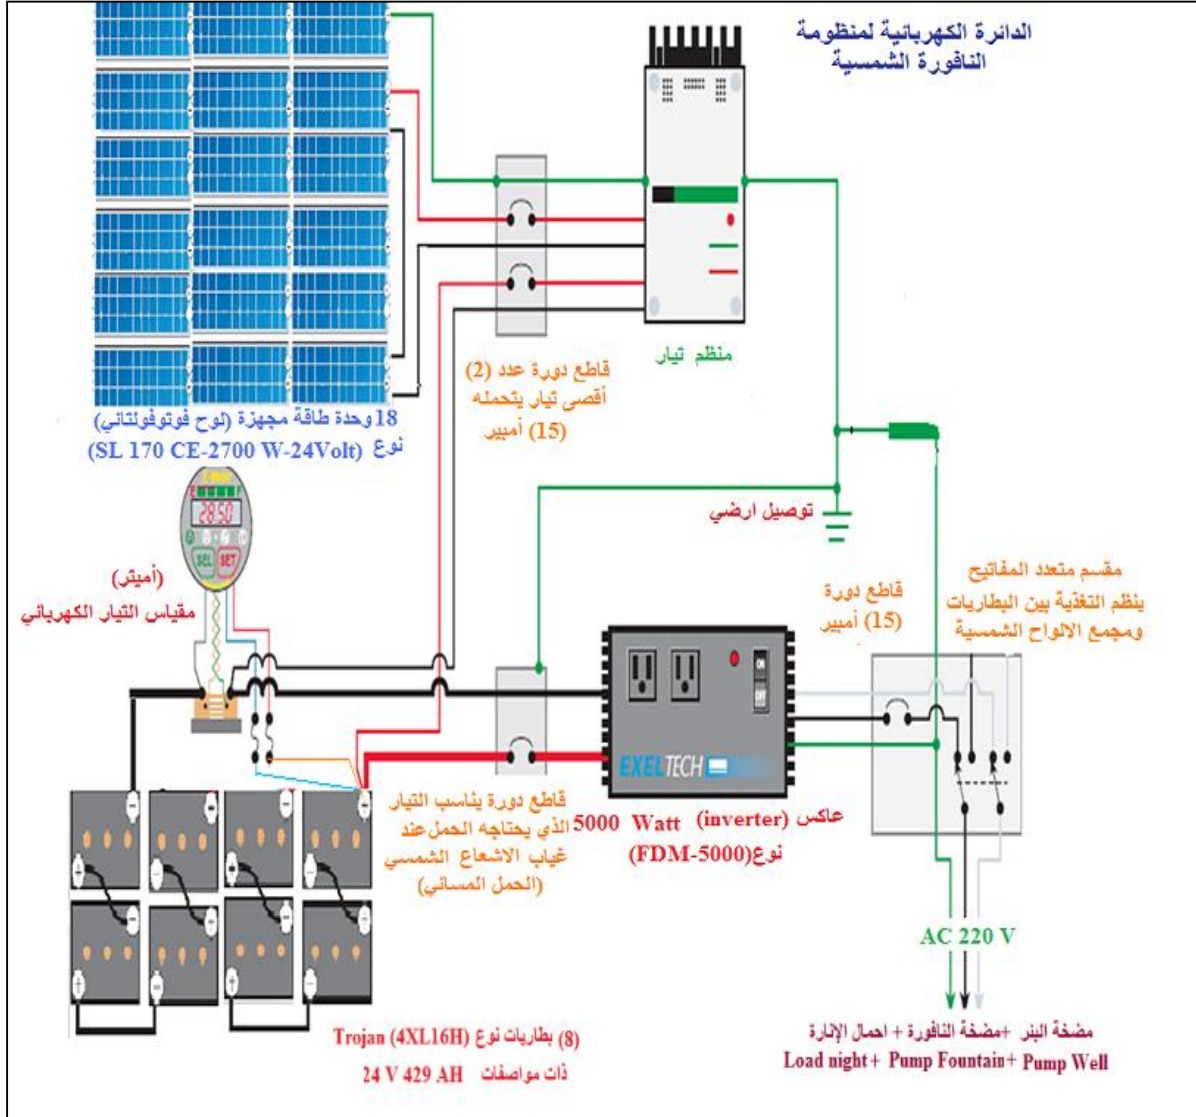 الدائرة الكهربائية لمنظومة
النافورة الشمسية
منظم تيار
قاطع دورة عدد (2)
أقصى تيار يتحمله
(15) أمبير
18 وحدة طاقة مجهزة (لوح فوتوفولتائي)
نوع (SL 170 CE-2700 W-24Volt)
E F
28.50
SEL SET
(أميتر)
مقياس التيار الكهربائي
توصيل ارضي
قاطع دورة
(15) أمبير
مقسم متعدد المفاتيح
ينظم التغذية بين البطاريات
ومجمع الالواح الشمسية
ON
OFF
EXELTECH
عاكس (inverter) 5000 Watt
نوع(FDM-5000)
قاطع دورة يناسب التيار
الذي يحتاجه الحمل عند
غياب الاشعاع الشمسي
(الحمل المسائي)
AC 220 V
(8) بطاريات نوع Trojan (4XL16H)
ذات مواصفات 24 V 429 AH
مضخة البئر +مضخة النافورة + احمال الإنارة
Load night + Pump Fountain + Pump Well